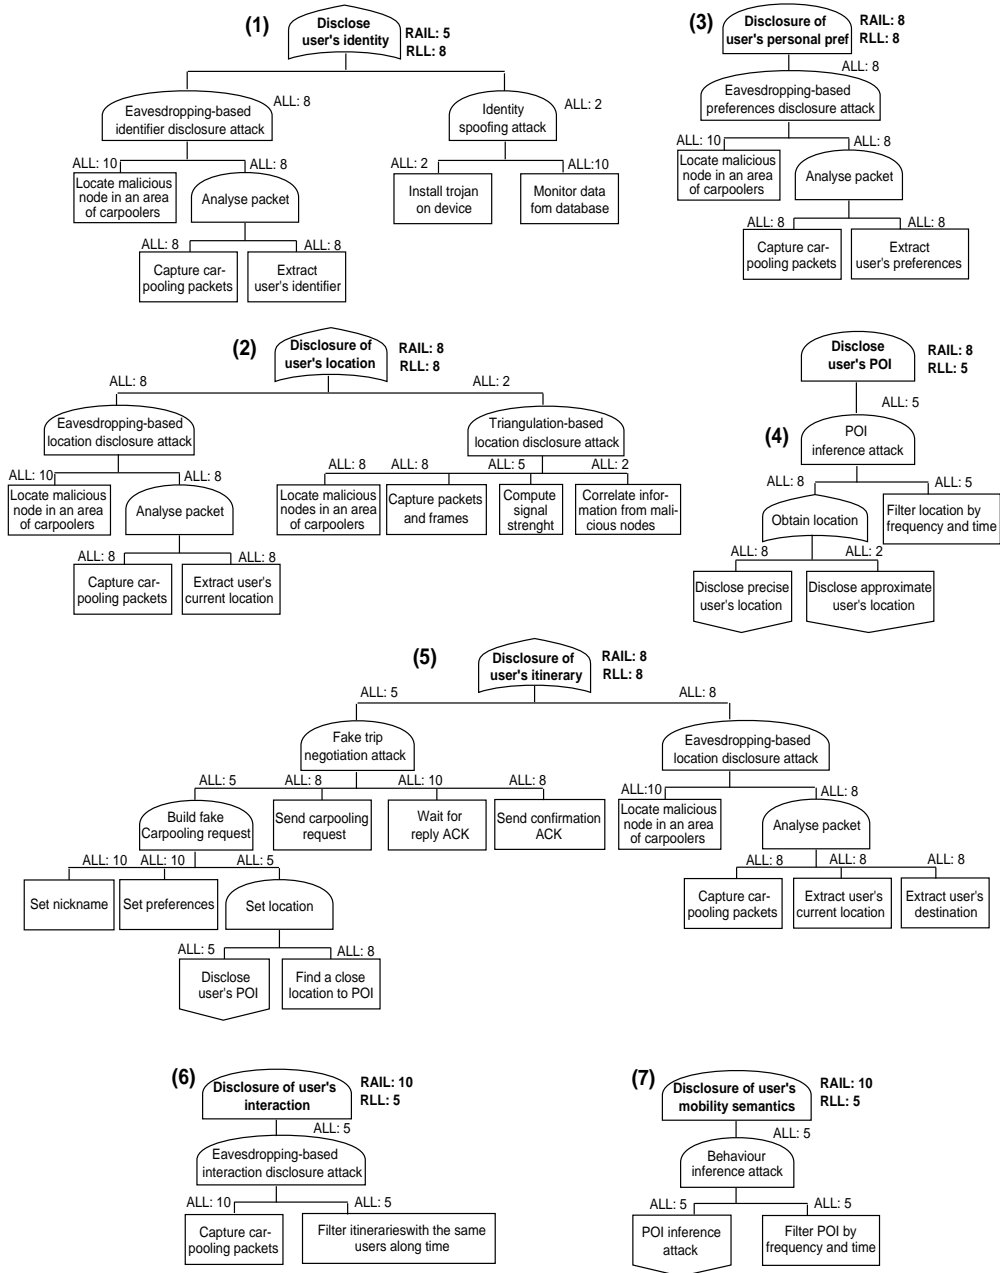 (1)
Disclose
user's identity
RAIL: 5
RLL: 8
ALL: 8
Eavesdropping-based
identifier disclosure attack
ALL: 2
Identity
spoofing attack
ALL: 10
Locate malicious
node in an area
of carpoolers
ALL: 8
Analyse packet
ALL: 2
Install trojan
on device
ALL:10
Monitor data
fom database
ALL: 8
Capture car-
pooling packets
ALL: 8
Extract
user's identifier
(3)
Disclosure of
user's personal pref
RAIL: 8
RLL: 8
ALL: 8
Eavesdropping-based
preferences disclosure attack
ALL: 10
Locate malicious
node in an area
of carpoolers
ALL: 8
Analyse packet
ALL: 8
Capture car-
pooling packets
ALL: 8
Extract
user's preferences
(2)
Disclosure of
user's location
RAIL: 8
RLL: 8
ALL: 8
Eavesdropping-based
location disclosure attack
ALL: 2
Triangulation-based
location disclosure attack
ALL: 10
Locate malicious
node in an area
of carpoolers
ALL: 8
Analyse packet
ALL: 8
Locate malicious
nodes in an area
of carpoolers
ALL: 8
Capture packets
and frames
ALL: 5
Compute
signal
strenght
ALL: 2
Correlate infor-
mation from mali-
cious nodes
ALL: 8
Capture car-
pooling packets
ALL: 8
Extract user's
current location
Disclose
user's POI
RAIL: 8
RLL: 5
ALL: 5
(4)
POI
inference attack
ALL: 8
Obtain location
ALL: 5
Filter location by
frequency and time
ALL: 8
Disclose precise
user's location
ALL: 2
Disclose approximate
user's location
(5)
Disclosure of
user's itinerary
RAIL: 8
RLL: 8
ALL: 5
Fake trip
negotiation attack
ALL: 8
Eavesdropping-based
location disclosure attack
ALL: 5
Build fake
Carpooling request
ALL: 8
Send carpooling
request
ALL: 10
Wait for
reply ACK
ALL: 8
Send confirmation
ACK
ALL:10
Locate malicious
node in an area
of carpoolers
ALL: 8
Analyse packet
ALL: 10
Set nickname
ALL: 10
Set preferences
ALL: 5
Set location
ALL: 8
Capture car-
pooling packets
ALL: 8
Extract user's
current location
ALL: 8
Extract user's
destination
ALL: 5
Disclose
user's POI
ALL: 8
Find a close
location to POI
(6)
Disclosure of user's
interaction
RAIL: 10
RLL: 5
ALL: 5
Eavesdropping-based
interaction disclosure attack
ALL: 10
Capture car-
pooling packets
ALL: 5
Filter itinerarieswith the same
users along time
(7)
Disclosure of user's
mobility semantics
RAIL: 10
RLL: 5
ALL: 5
Behaviour
inference attack
ALL: 5
POI inference
attack
ALL: 5
Filter POI by
frequency and time